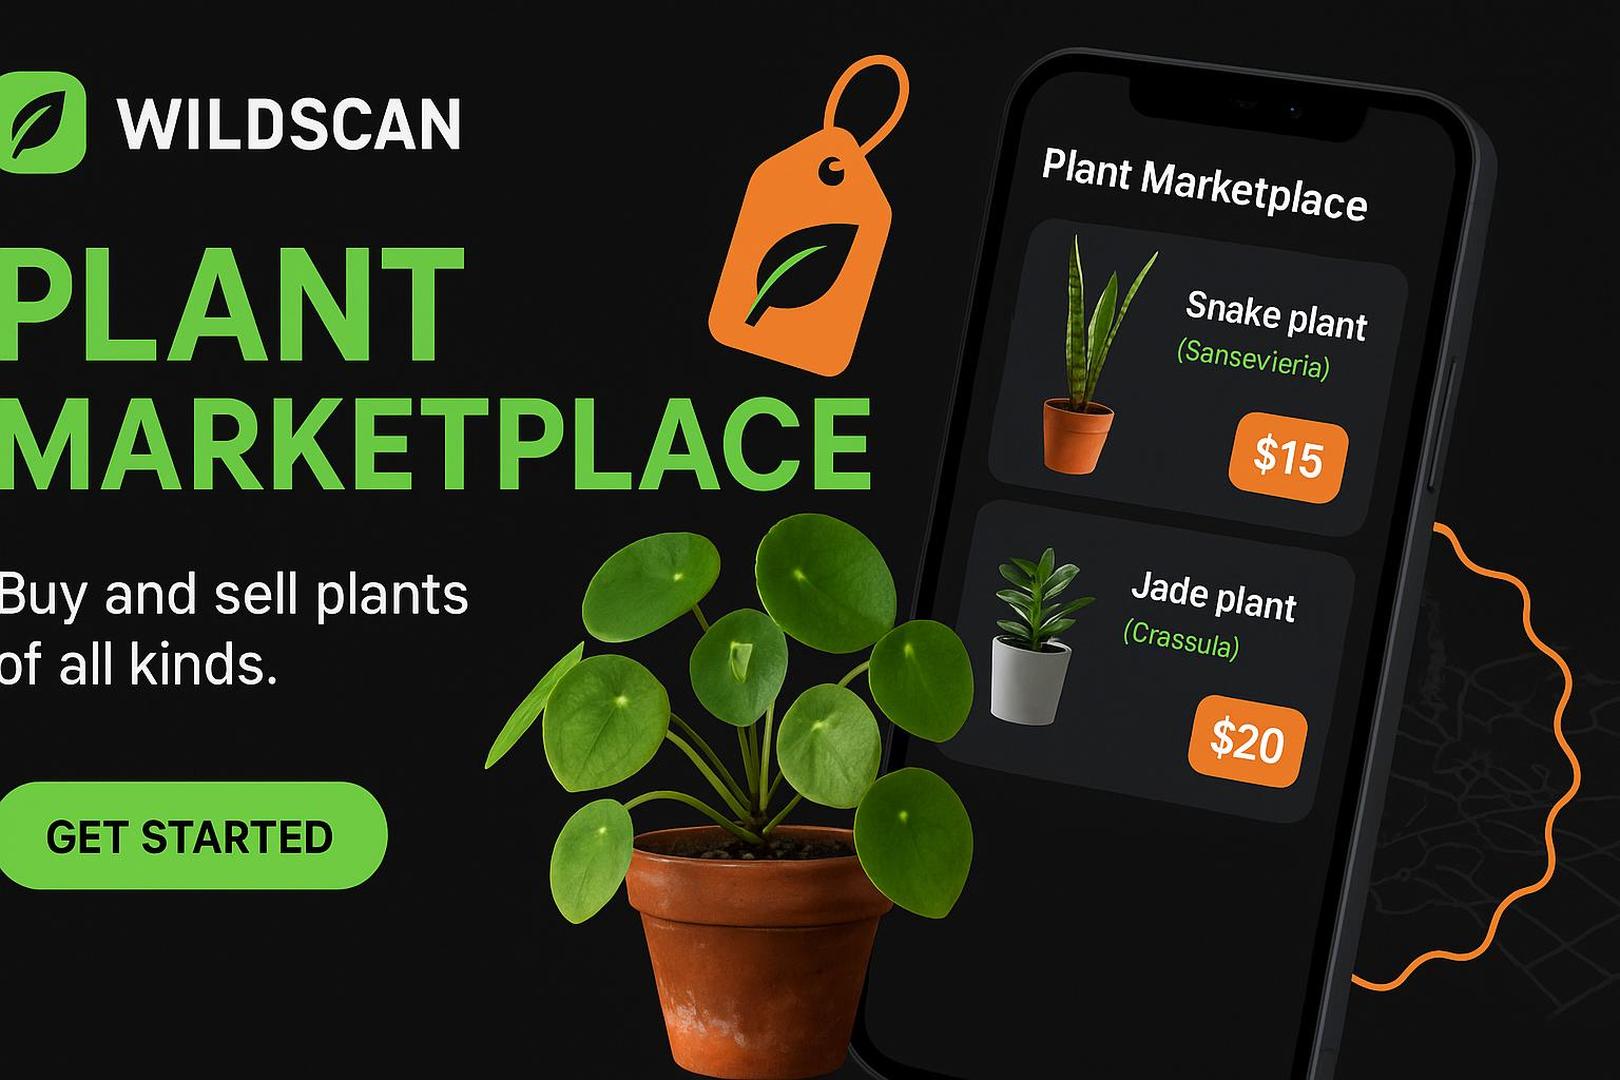 WILDSCAN
PLANT
MARKETPLACE
Buy and sell plants
of all kinds.
GET STARTED
Plant Marketplace
Snake plant
(Sansevieria)
$15
Jade plant
(Crassula)
$20